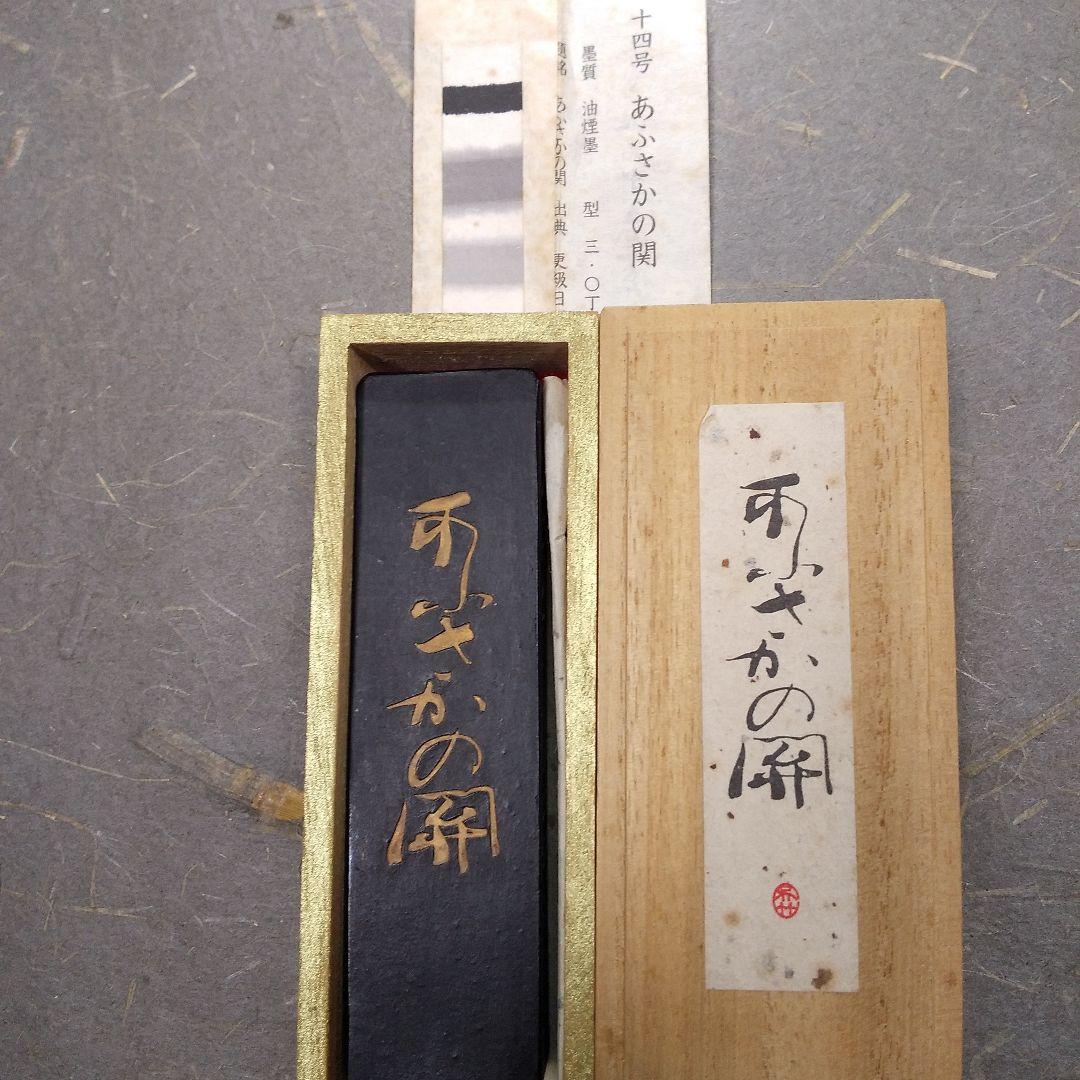 十四号 あふさかの関
墨質 油煙墨 型 三・〇丁
題銘 あふさかの関 出典 更級日
あふさかの関
あふさかの関